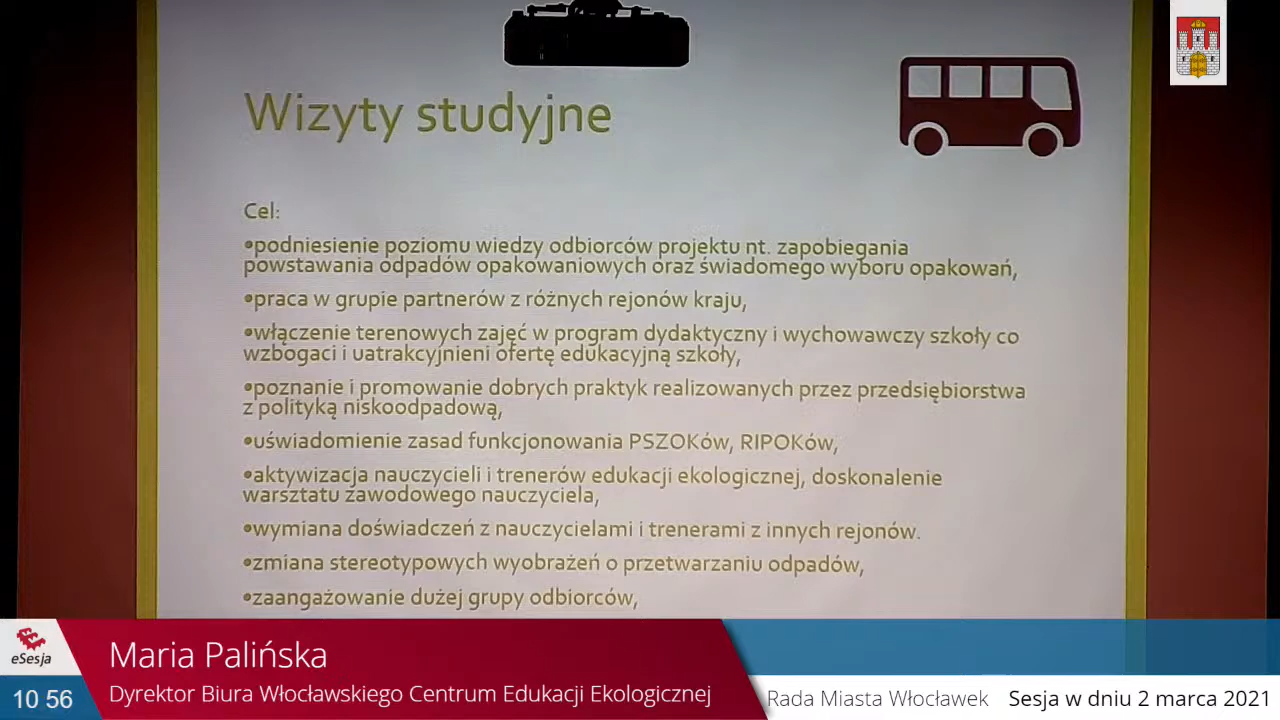 Wizyty studyjne
Cel:
•podniesienie poziomu wiedzy odbiorców projektu nt. zapobiegania
powstawania odpadów opakowaniowych oraz świadomego wyboru opakowań,
•praca w grupie partnerów z różnych rejonów kraju,
•włączenie terenowych zajęć w program dydaktyczny i wychowawczy szkoły co
wzbogaci i uatrakcyjnieni ofertę edukacyjną szkoły,
•poznanie i promowanie dobrych praktyk realizowanych przez przedsiębiorstwa
z polityką niskoodpadową,
•uświadomienie zasad funkcjonowania PSZOKów, RIPOKów,
•aktywizacja nauczycieli i trenerów edukacji ekologicznej, doskonalenie
warsztatu zawodowego nauczyciela,
•wymiana doświadczeń z nauczycielami i trenerami z innych rejonów.
•zmiana stereotypowych wyobrażeń o przetwarzaniu odpadów,
•zaangażowanie dużej grupy odbiorców,
eSesja
Maria Palińska
10 56
Dyrektor Biura Włocławskiego Centrum Edukacji Ekologicznej
Rada Miasta Włocławek Sesja w dniu 2 marca 2021